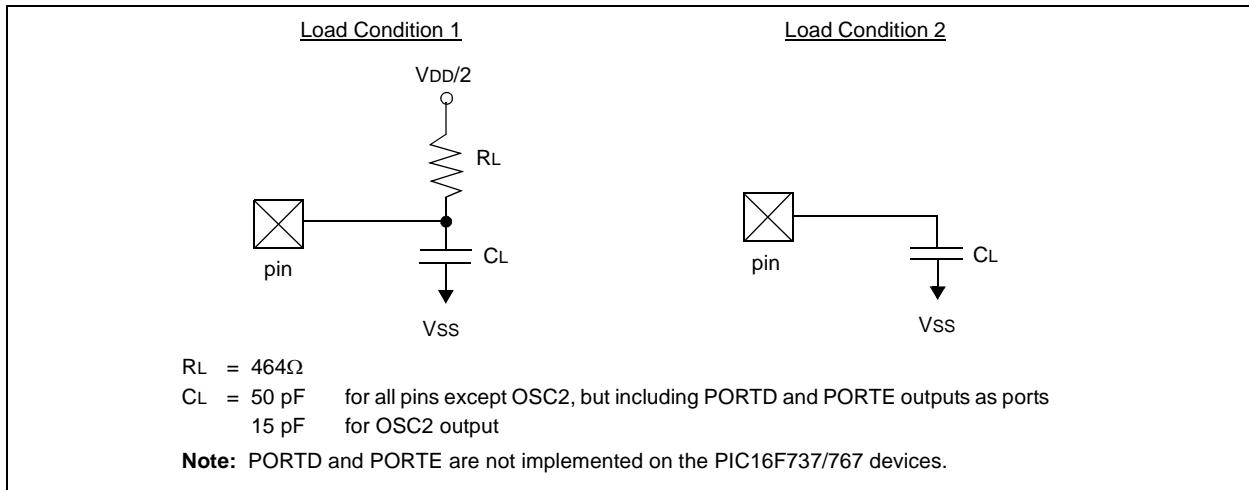 Load Condition 1
Load Condition 2
VDD/2
RL
pin
CL
VSS
pin
CL
VSS
RL = 464Ω
CL = 50 pF for all pins except OSC2, but including PORTD and PORTE outputs as ports
15 pF for OSC2 output
Note: PORTD and PORTE are not implemented on the PIC16F737/767 devices.